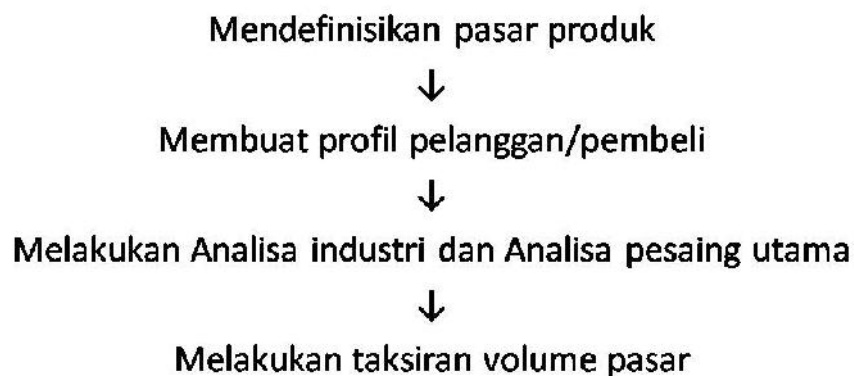 Mendefinisikan pasar produk
↓
Membuat profil pelanggan/pembeli
↓
Melakukan Analisa industri dan Analisa pesaing utama
↓
Melakukan taksiran volume pasar